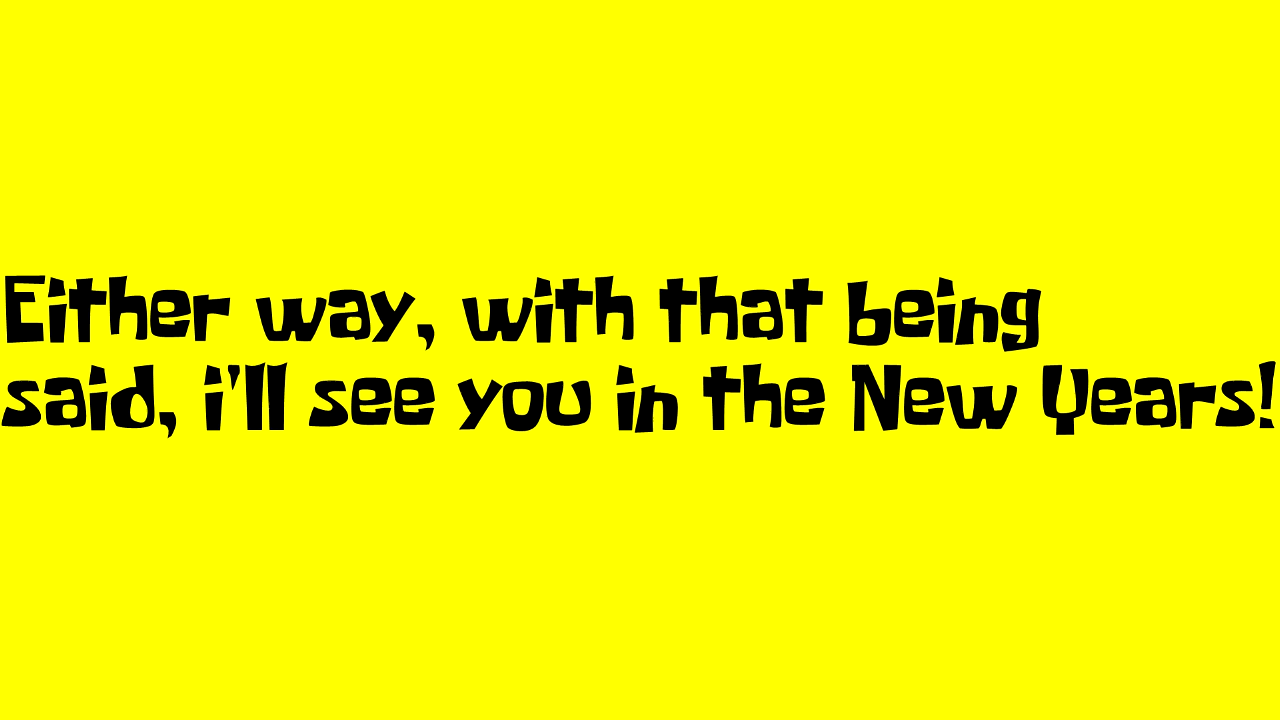 Either way, with that being
said, i'll see you in the New Years!